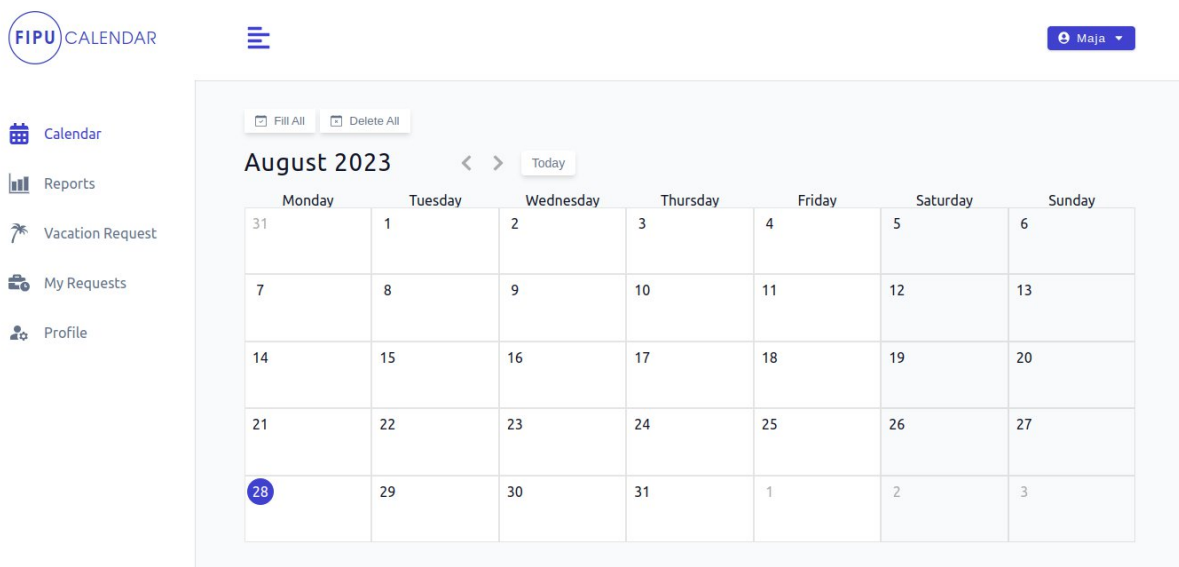 FIPU CALENDAR
Maja
Calendar
Reports
Vacation Request
My Requests
Profile
Fill All Delete All
August 2023 Today
Monday Tuesday Wednesday Thursday Friday Saturday Sunday
31 1 2 3 4 5 6
7 8 9 10 11 12 13
14 15 16 17 18 19 20
21 22 23 24 25 26 27
28 29 30 31 1 2 3